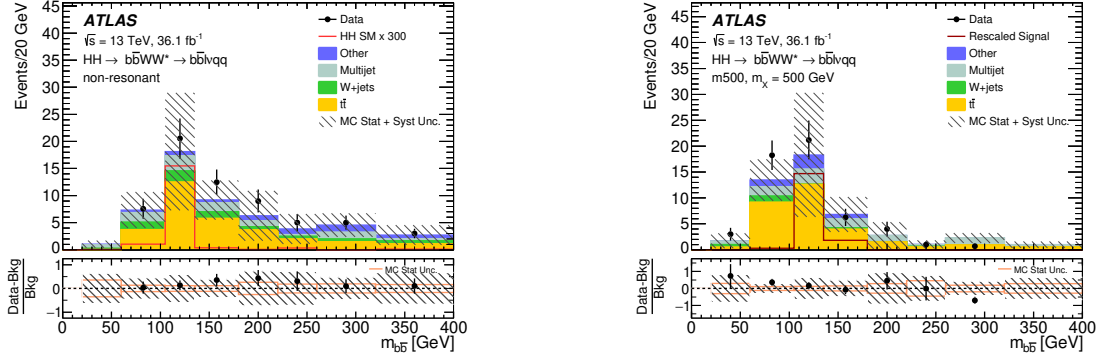 Events/20 GeV
45
40
35
30
25
20
15
10
5
0
ATLAS
√s = 13 TeV, 36.1 fb⁻¹
HH → bb̄WW* → bb̄lνqq
non-resonant
Data
HH SM x 300
Other
Multijet
W+jets
tt̄
MC Stat + Syst Unc.
Data-Bkg
Bkg
1
0
−1
MC Stat Unc.
0 50 100 150 200 250 300 350 400
m_bb̄ [GeV]
Events/20 GeV
45
40
35
30
25
20
15
10
5
0
ATLAS
√s = 13 TeV, 36.1 fb⁻¹
HH → bb̄WW* → bb̄lνqq
m500, m_X = 500 GeV
Data
Rescaled Signal
Other
Multijet
W+jets
tt̄
MC Stat + Syst Unc.
Data-Bkg
Bkg
1
0
−1
MC Stat Unc.
0 50 100 150 200 250 300 350 400
m_bb̄ [GeV]